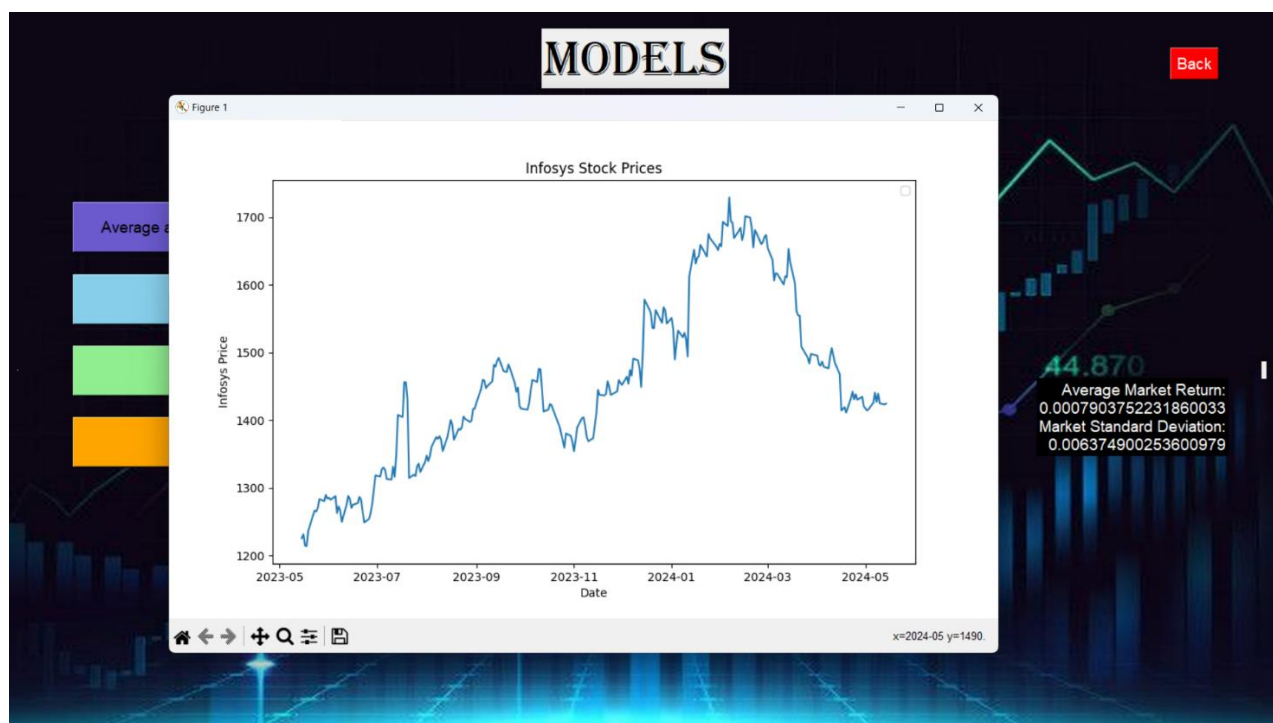 MODELS
Back
Figure 1
Infosys Stock Prices
Average a
1700
1600
1500
1400
1300
1200
Infosys Price
2023-05 2023-07 2023-09 2023-11 2024-01 2024-03 2024-05
Date
44.870
Average Market Return:
0.0007903752231860033
Market Standard Deviation:
0.006374900253600979
x=2024-05 y=1490.